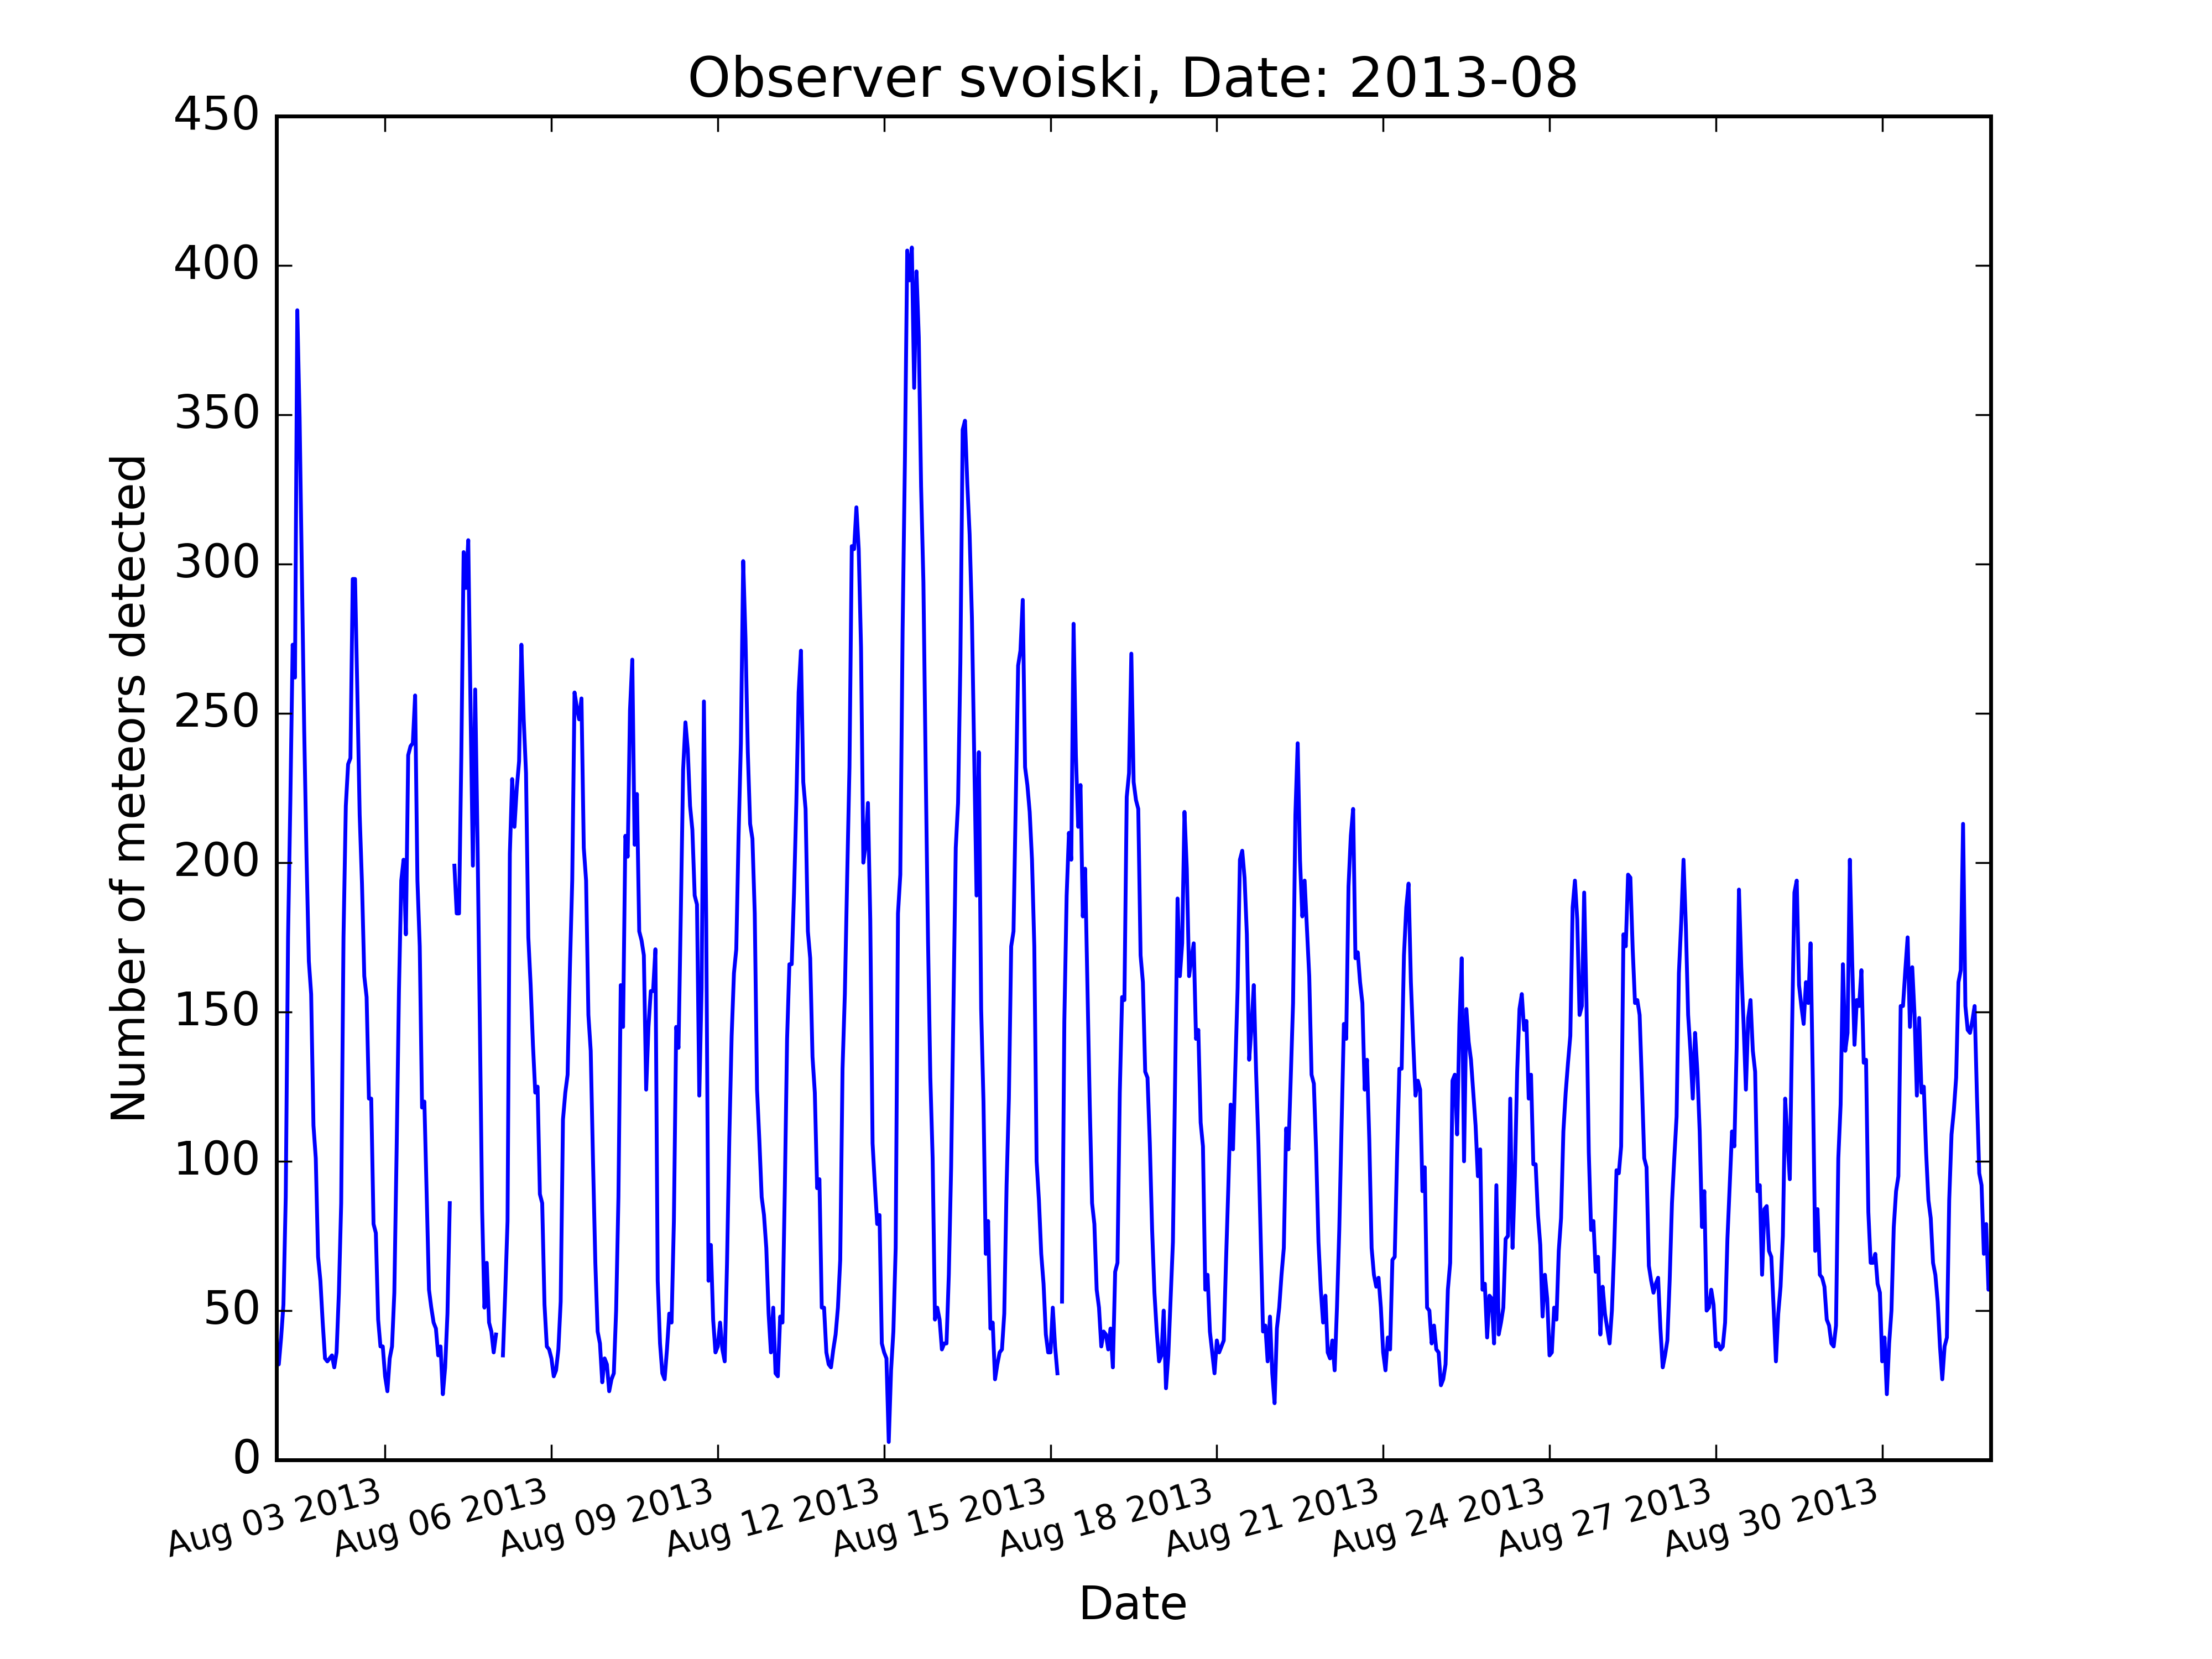 Observer svoiski, Date: 2013-08
450
400
350
300
250
200
150
100
50
0
Number of meteors detected
Aug 03 2013
Aug 06 2013
Aug 09 2013
Aug 12 2013
Aug 15 2013
Aug 18 2013
Aug 21 2013
Aug 24 2013
Aug 27 2013
Aug 30 2013
Date